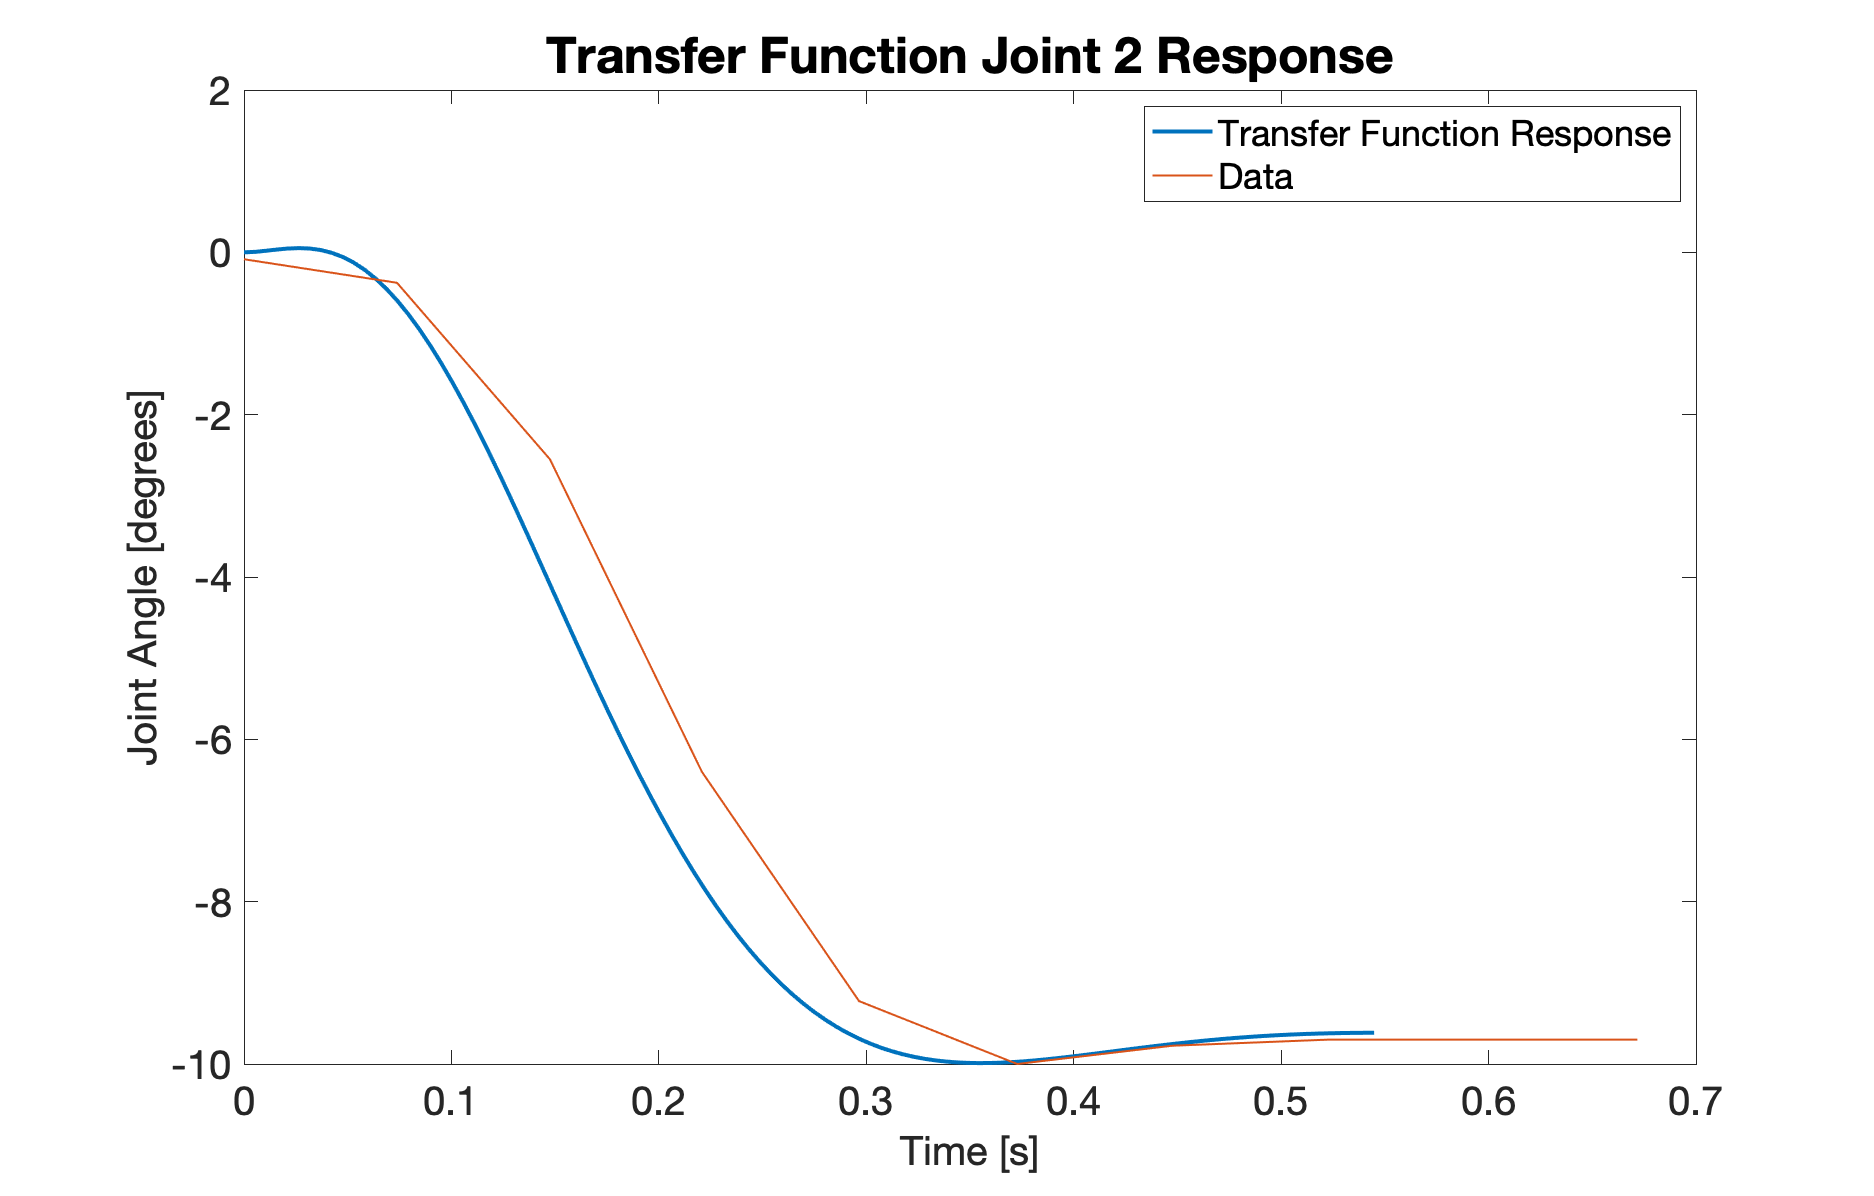 Transfer Function Joint 2 Response
Transfer Function Response
Data
Joint Angle [degrees]
2
0
-2
-4
-6
-8
-10
0 0.1 0.2 0.3 0.4 0.5 0.6 0.7
Time [s]